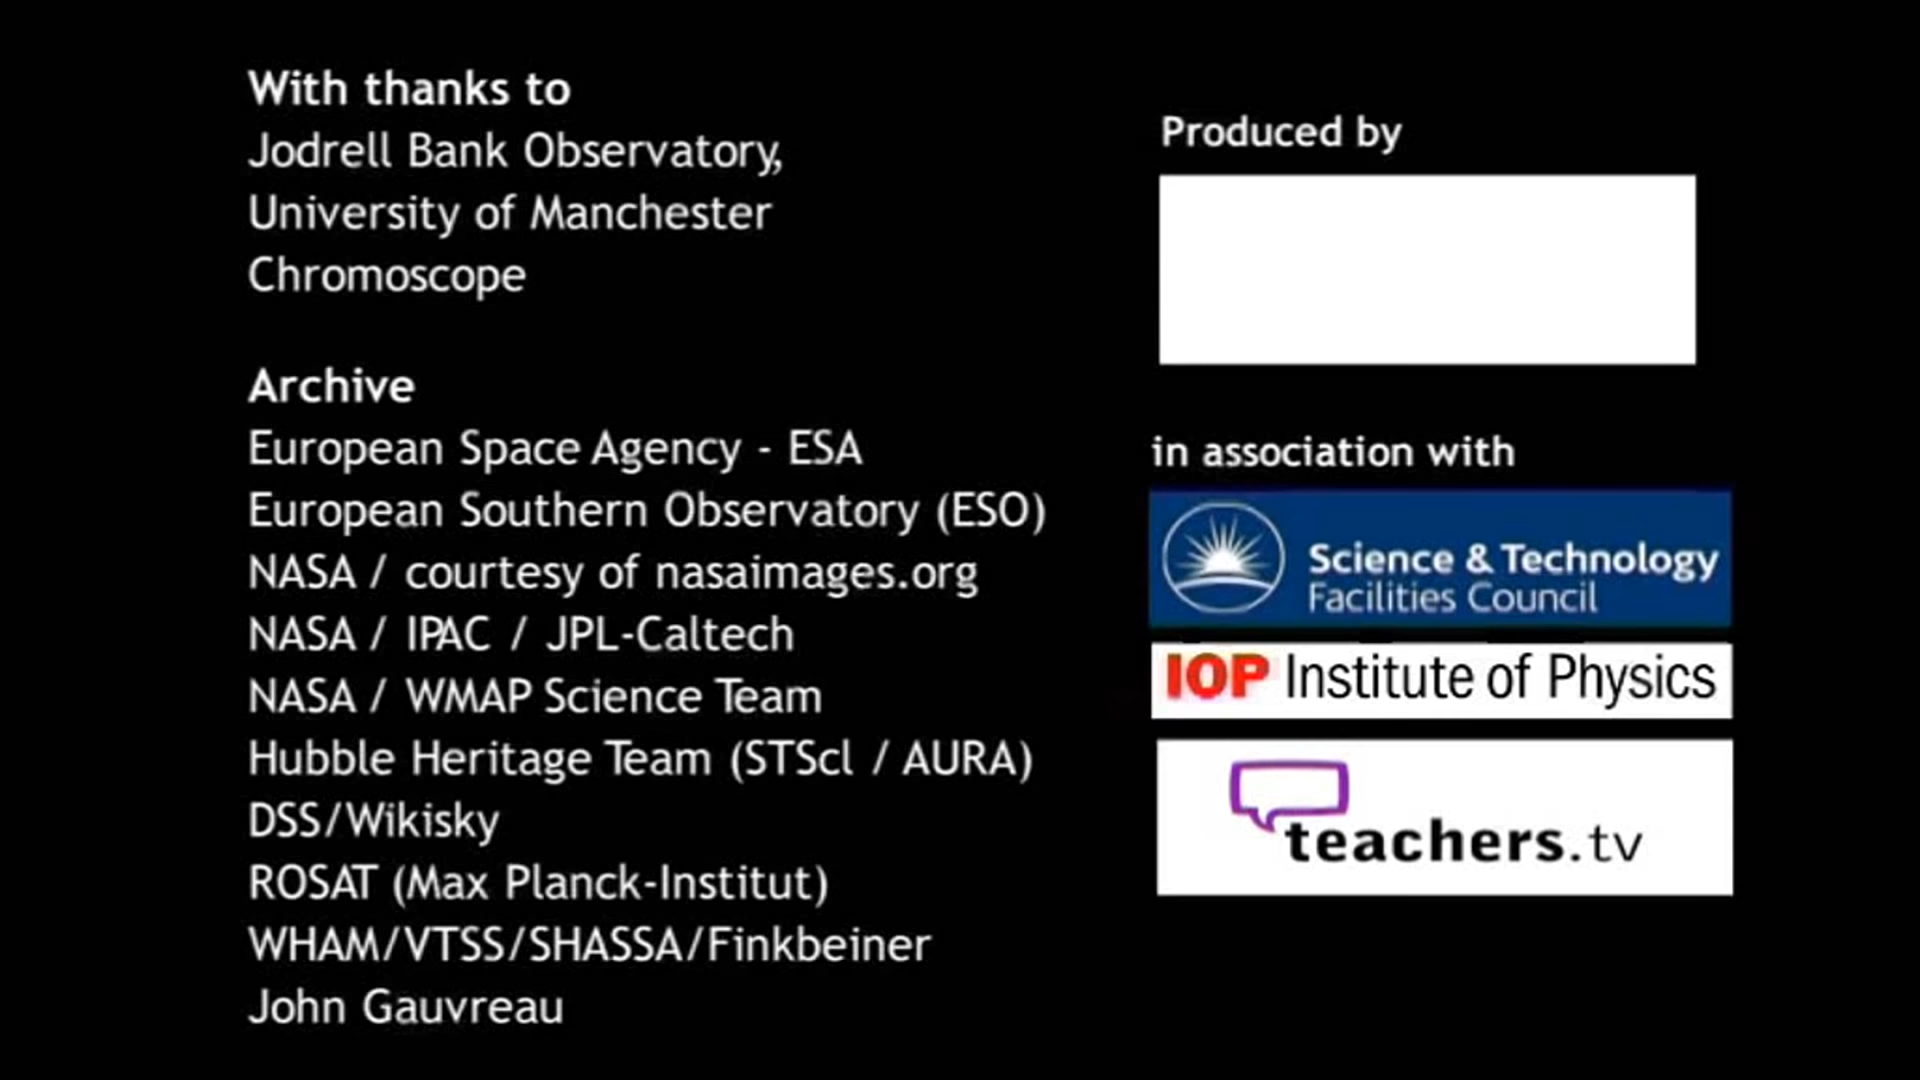 With thanks to
Jodrell Bank Observatory,
University of Manchester
Chromoscope
Archive
European Space Agency - ESA
European Southern Observatory (ESO)
NASA / courtesy of nasaimages.org
NASA / IPAC / JPL-Caltech
NASA / WMAP Science Team
Hubble Heritage Team (STScl / AURA)
DSS/Wikisky
ROSAT (Max Planck-Institut)
WHAM/VTSS/SHASSA/Finkbeiner
John Gauvreau
Produced by
in association with
Science & Technology
Facilities Council
IOP Institute of Physics
teachers.tv